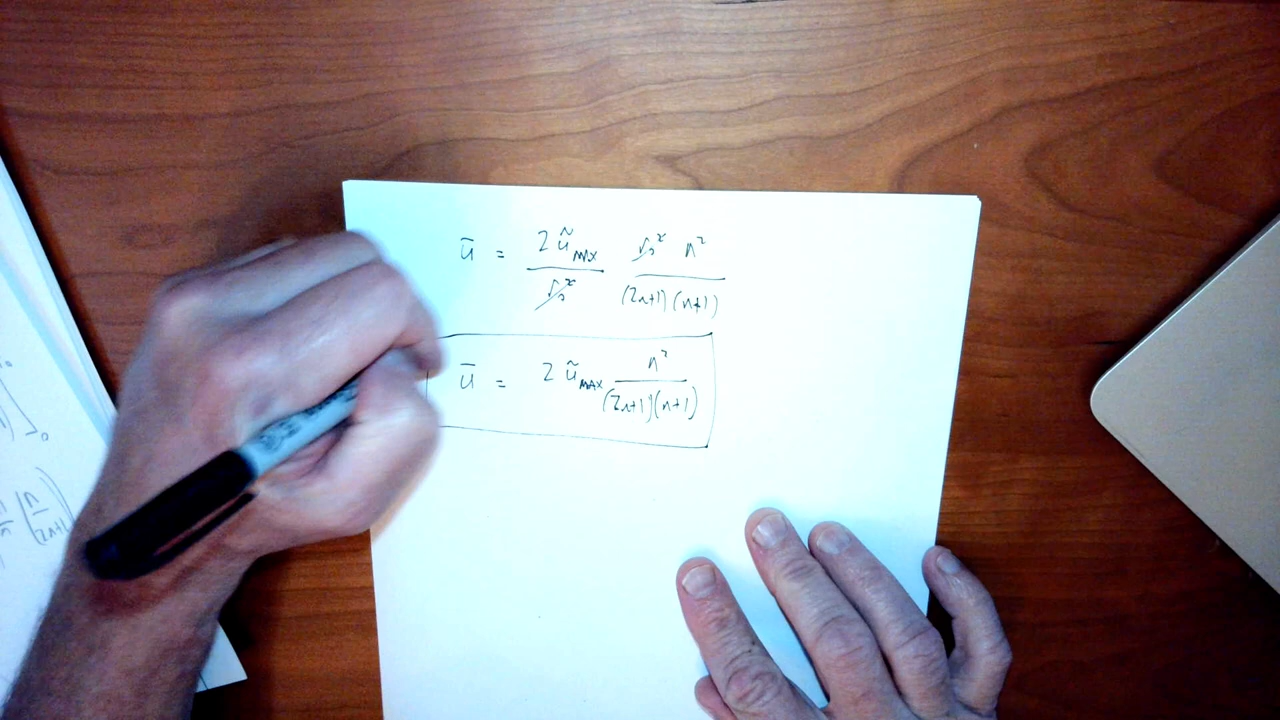 ū = 2 ũ_MAX / r₀² · r₀² n² / (2n+1)(n+1)
ū = 2 ũ_MAX n² / (2n+1)(n+1)